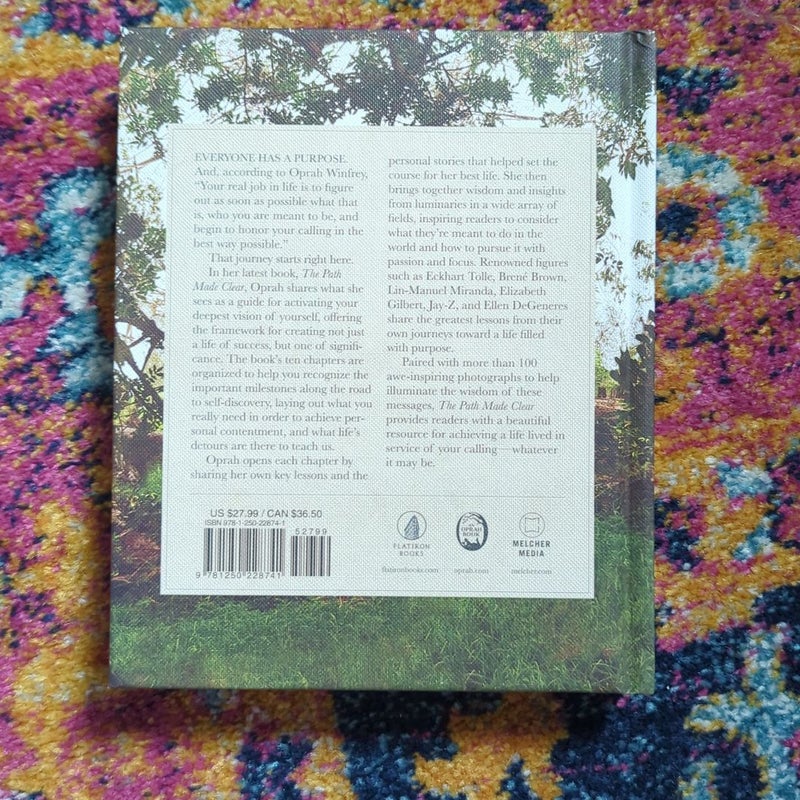 EVERYONE HAS A PURPOSE.
And, according to Oprah Winfrey,
“Your real job in life is to figure
out as soon as possible what that
is, who you are meant to be, and
begin to honor your calling in the
best way possible.”
That journey starts right here.
In her latest book, The Path
Made Clear, Oprah shares what she
sees as a guide for activating your
deepest vision of yourself, offering
the framework for creating not just
a life of success, but one of signifi-
cance. The book’s ten chapters are
organized to help you recognize the
important milestones along the road
to self-discovery, laying out what you
really need in order to achieve per-
sonal contentment, and what life’s
detours are there to teach us.
Oprah opens each chapter by
sharing her own key lessons and the
personal stories that helped set the
course for her best life. She then
brings together wisdom and insights
from luminaries in a wide array of
fields, inspiring readers to consider
what they’re meant to do in the
world and how to pursue it with
passion and focus. Renowned figures
such as Eckhart Tolle, Brené Brown,
Lin-Manuel Miranda, Elizabeth
Gilbert, Jay-Z, and Ellen DeGeneres
share the greatest lessons from their
own journeys toward a life filled
with purpose.
Paired with more than 100
awe-inspiring photographs to help
illuminate the wisdom of these
messages, The Path Made Clear
provides readers with a beautiful
resource for achieving a life lived in
service of your calling—whatever
it may be.
US $27.99 / CAN $36.50
ISBN 978-1-250-22874-1
52799
9 781250 228741
FLATIRON
BOOKS
flatironbooks.com
AN
OPRAH
BOOK
oprah.com
MELCHER
MEDIA
melcher.com